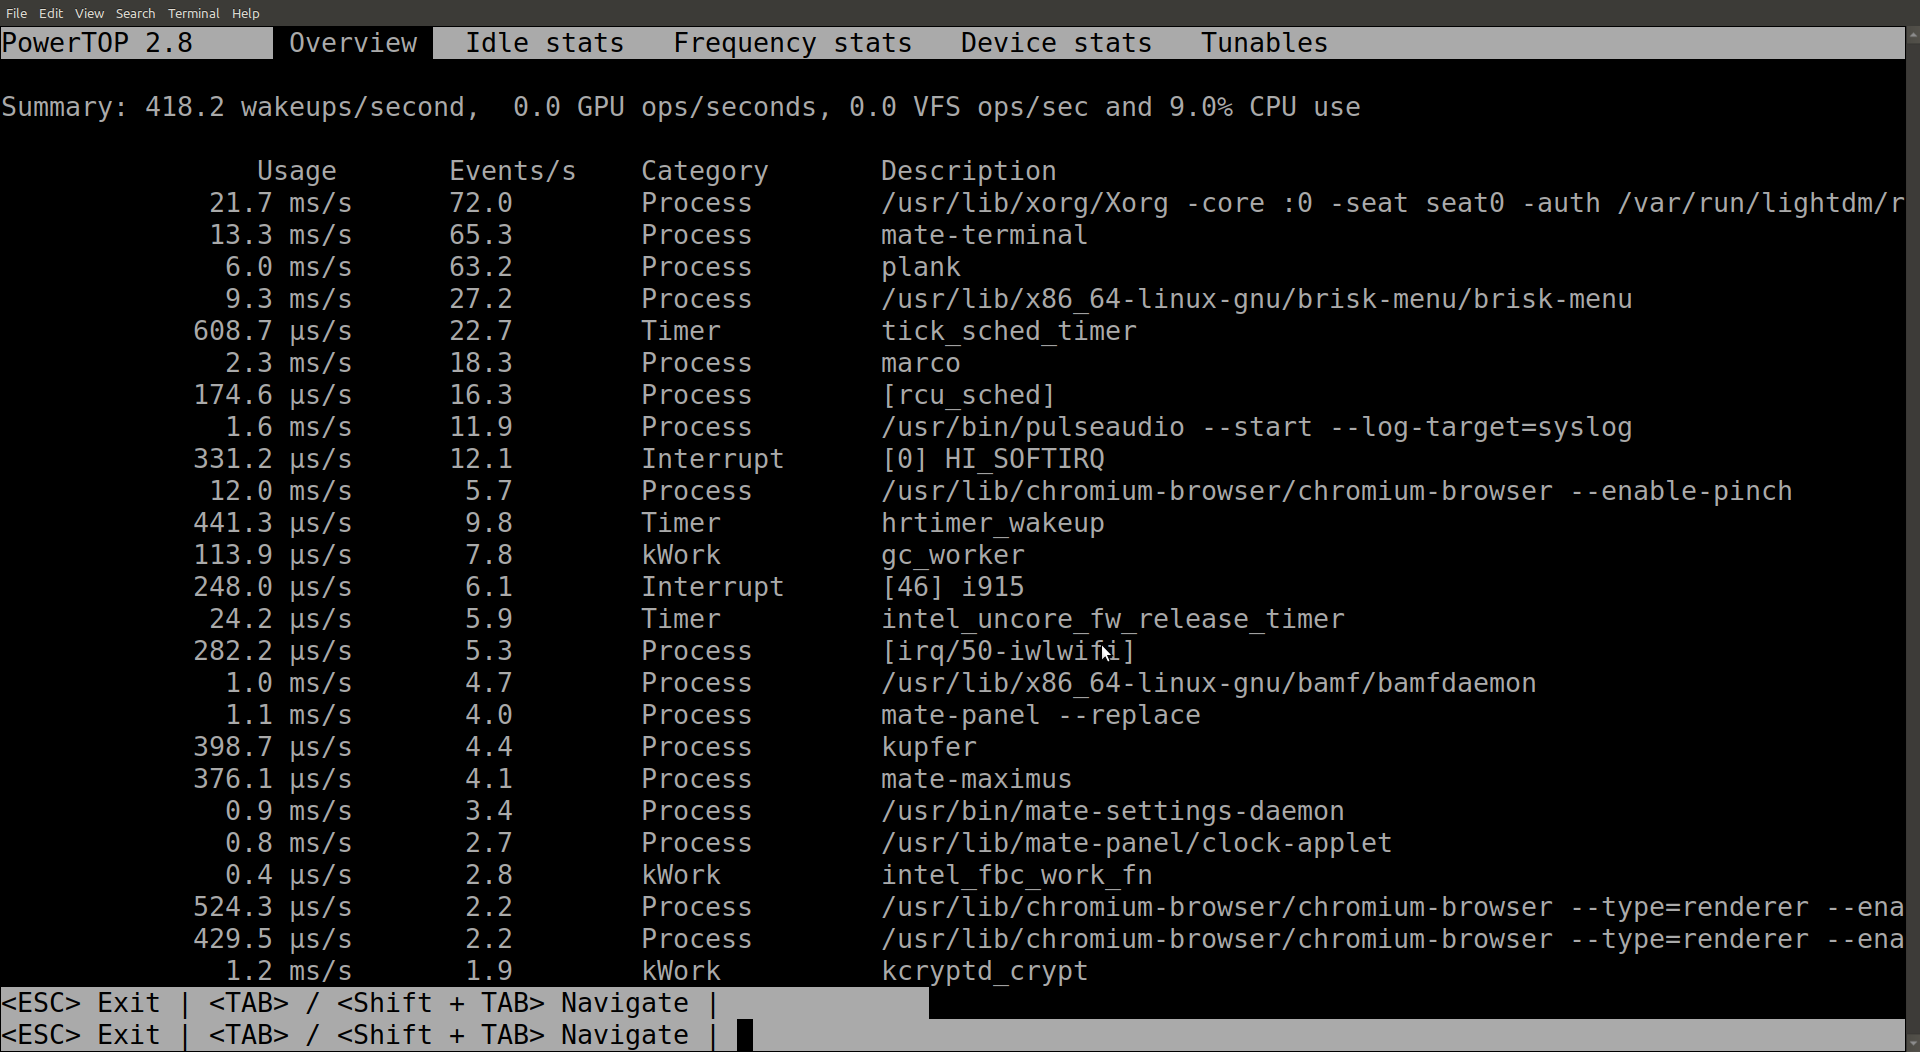 File Edit View Search Terminal Help
PowerTOP 2.8 Overview Idle stats Frequency stats Device stats Tunables
Summary: 418.2 wakeups/second, 0.0 GPU ops/seconds, 0.0 VFS ops/sec and 9.0% CPU use
Usage Events/s Category Description
21.7 ms/s 72.0 Process /usr/lib/xorg/Xorg -core :0 -seat seat0 -auth /var/run/lightdm/r
13.3 ms/s 65.3 Process mate-terminal
6.0 ms/s 63.2 Process plank
9.3 ms/s 27.2 Process /usr/lib/x86_64-linux-gnu/brisk-menu/brisk-menu
608.7 µs/s 22.7 Timer tick_sched_timer
2.3 ms/s 18.3 Process marco
174.6 µs/s 16.3 Process [rcu_sched]
1.6 ms/s 11.9 Process /usr/bin/pulseaudio --start --log-target=syslog
331.2 µs/s 12.1 Interrupt [0] HI_SOFTIRQ
12.0 ms/s 5.7 Process /usr/lib/chromium-browser/chromium-browser --enable-pinch
441.3 µs/s 9.8 Timer hrtimer_wakeup
113.9 µs/s 7.8 kWork gc_worker
248.0 µs/s 6.1 Interrupt [46] i915
24.2 µs/s 5.9 Timer intel_uncore_fw_release_timer
282.2 µs/s 5.3 Process [irq/50-iwlwifi]
1.0 ms/s 4.7 Process /usr/lib/x86_64-linux-gnu/bamf/bamfdaemon
1.1 ms/s 4.0 Process mate-panel --replace
398.7 µs/s 4.4 Process kupfer
376.1 µs/s 4.1 Process mate-maximus
0.9 ms/s 3.4 Process /usr/bin/mate-settings-daemon
0.8 ms/s 2.7 Process /usr/lib/mate-panel/clock-applet
0.4 µs/s 2.8 kWork intel_fbc_work_fn
524.3 µs/s 2.2 Process /usr/lib/chromium-browser/chromium-browser --type=renderer --ena
429.5 µs/s 2.2 Process /usr/lib/chromium-browser/chromium-browser --type=renderer --ena
1.2 ms/s 1.9 kWork kcryptd_crypt
<ESC> Exit | <TAB> / <Shift + TAB> Navigate |
<ESC> Exit | <TAB> / <Shift + TAB> Navigate |